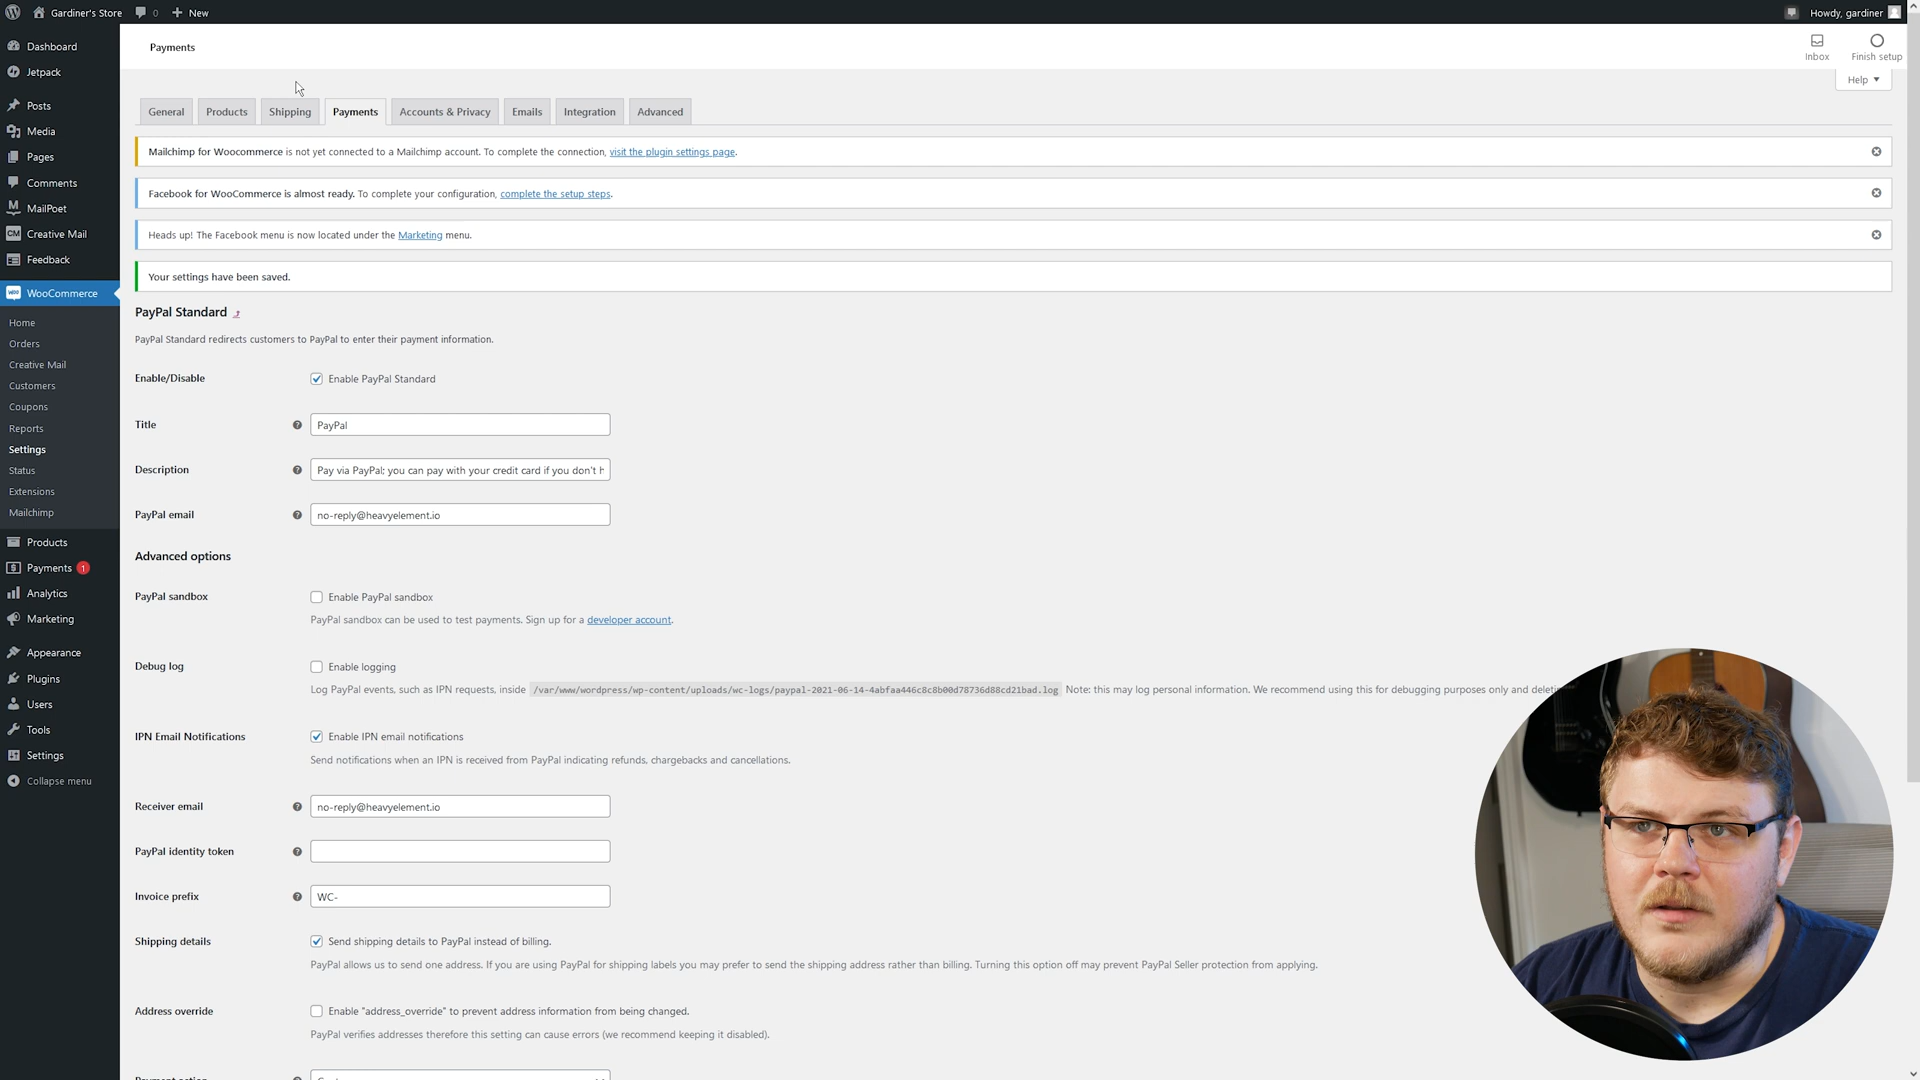 Gardiner's Store
0
New
Howdy, gardiner
Dashboard
Jetpack
Posts
Media
Pages
Comments
MailPoet
CM Creative Mail
Feedback
Woo WooCommerce
Home
Orders
Creative Mail
Customers
Coupons
Reports
Settings
Status
Extensions
Mailchimp
Products
Payments 1
Analytics
Marketing
Appearance
Plugins
Users
Tools
Settings
Collapse menu
Payments
Inbox
Finish setup
Help
General
Products
Shipping
Payments
Accounts & Privacy
Emails
Integration
Advanced
Mailchimp for Woocommerce is not yet connected to a Mailchimp account. To complete the connection, visit the plugin settings page.
Facebook for WooCommerce is almost ready. To complete your configuration, complete the setup steps.
Heads up! The Facebook menu is now located under the Marketing menu.
Your settings have been saved.
PayPal Standard
PayPal Standard redirects customers to PayPal to enter their payment information.
Enable/Disable
Enable PayPal Standard
Title
PayPal
Description
Pay via PayPal; you can pay with your credit card if you don't h
PayPal email
no-reply@heavyelement.io
Advanced options
PayPal sandbox
Enable PayPal sandbox
PayPal sandbox can be used to test payments. Sign up for a developer account.
Debug log
Enable logging
Log PayPal events, such as IPN requests, inside /var/www/wordpress/wp-content/uploads/wc-logs/paypal-2021-06-14-4abfaa446c8c8b00d78736d88cd21bad.log Note: this may log personal information. We recommend using this for debugging purposes only and deletin
IPN Email Notifications
Enable IPN email notifications
Send notifications when an IPN is received from PayPal indicating refunds, chargebacks and cancellations.
Receiver email
no-reply@heavyelement.io
PayPal identity token
Invoice prefix
WC-
Shipping details
Send shipping details to PayPal instead of billing.
PayPal allows us to send one address. If you are using PayPal for shipping labels you may prefer to send the shipping address rather than billing. Turning this option off may prevent PayPal Seller protection from applying.
Address override
Enable "address_override" to prevent address information from being changed.
PayPal verifies addresses therefore this setting can cause errors (we recommend keeping it disabled).